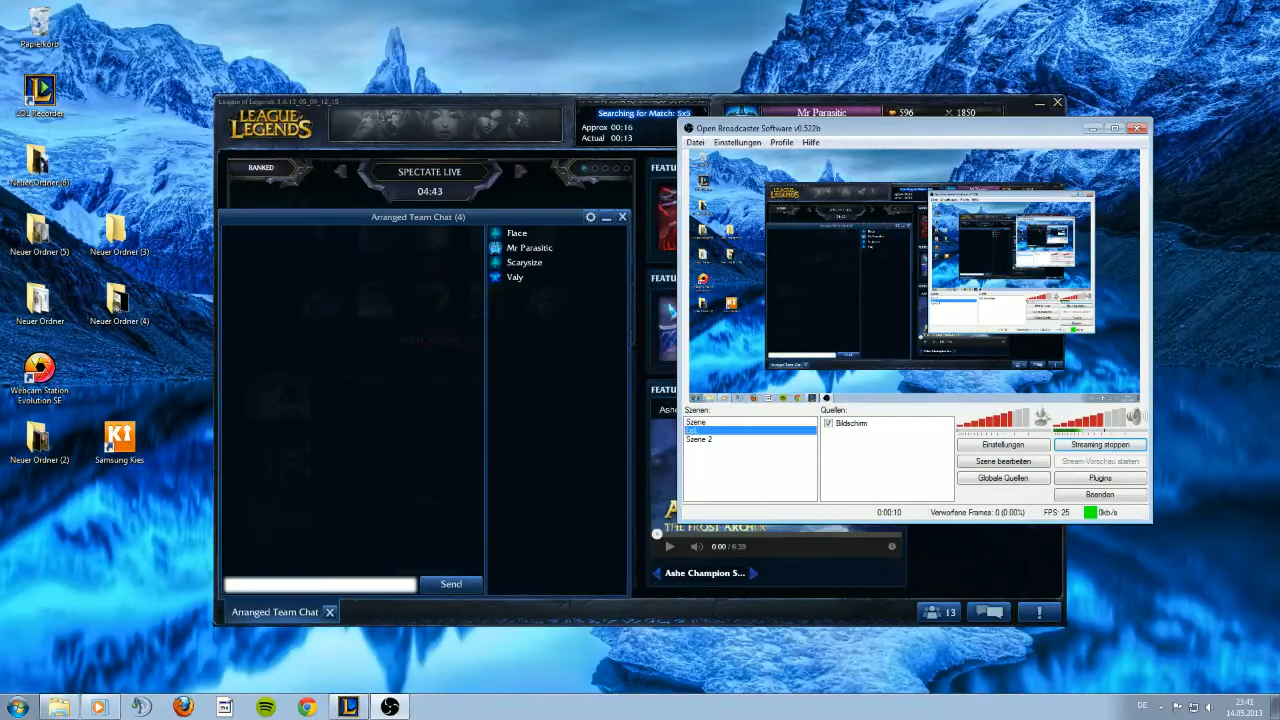 Papierkorb
LOL Recorder
Neuer Ordner (6)
Neuer Ordner (5)
Neuer Ordner (3)
Neuer Ordner
Neuer Ordner (4)
Webcam Station
Evolution SE
Neuer Ordner (2)
Samsung Kies
LEAGUE OF
LEGENDS
Searching for Match: 5x5
Approx 00:16
Actual 00:13
Mr Parasitic
596
1850
RANKED
SPECTATE LIVE
04:43
Arranged Team Chat (4)
Flace
Mr Parasitic
Scarysize
Valy
Send
Arranged Team Chat X
FEATU
FEATU
FEATU
Ashe
THE FROST ARCHER
0:00 / 6:39
Ashe Champion S...
13
Open Broadcaster Software v0.522b
Datei Einstellungen Profile Hilfe
Szenen:
Szene
LoL
Szene 2
Quellen:
Bildschirm
Einstellungen
Streaming stoppen
Szene bearbeiten
Stream-Vorschau starten
Globale Quellen
Plugins
Beenden
0:00:10
Verworfene Frames: 0 (0.00%)
FPS: 25
0kb/s
DE
23:41
14.05.2013